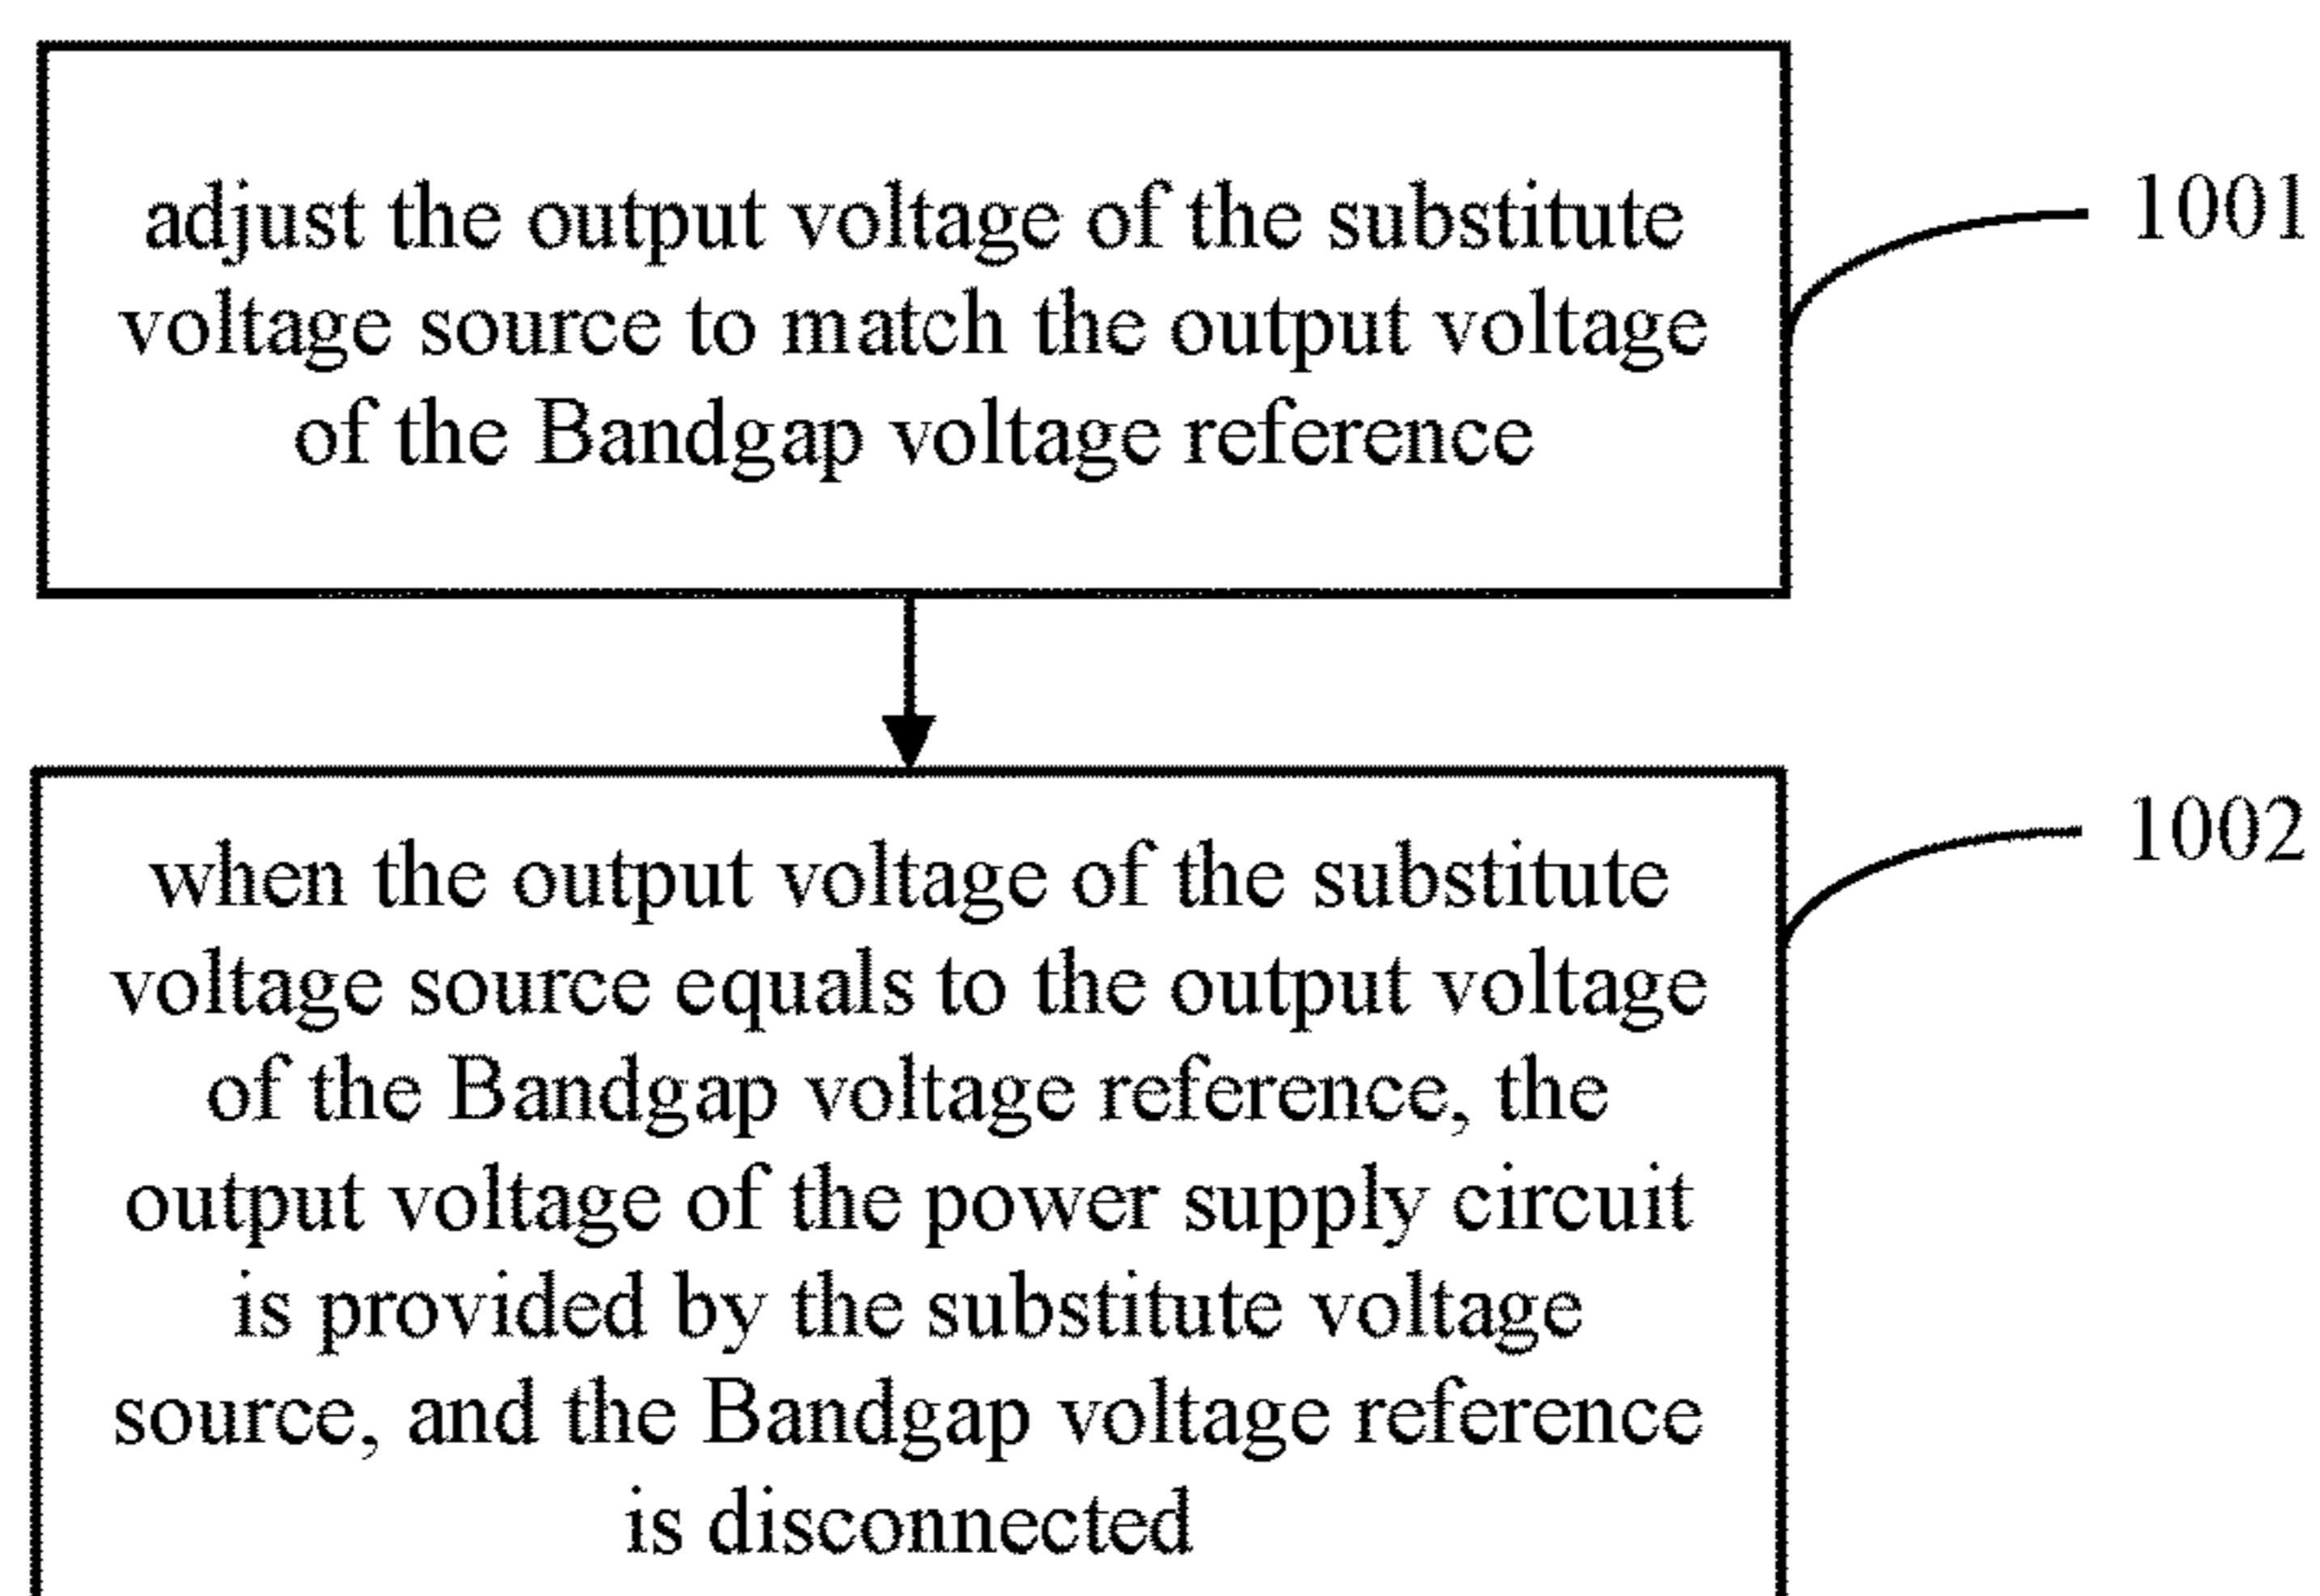 adjust the output voltage of the substitute
voltage source to match the output voltage
of the Bandgap voltage reference
1001
when the output voltage of the substitute
voltage source equals to the output voltage
of the Bandgap voltage reference, the
output voltage of the power supply circuit
is provided by the substitute voltage
source, and the Bandgap voltage reference
is disconnected
1002